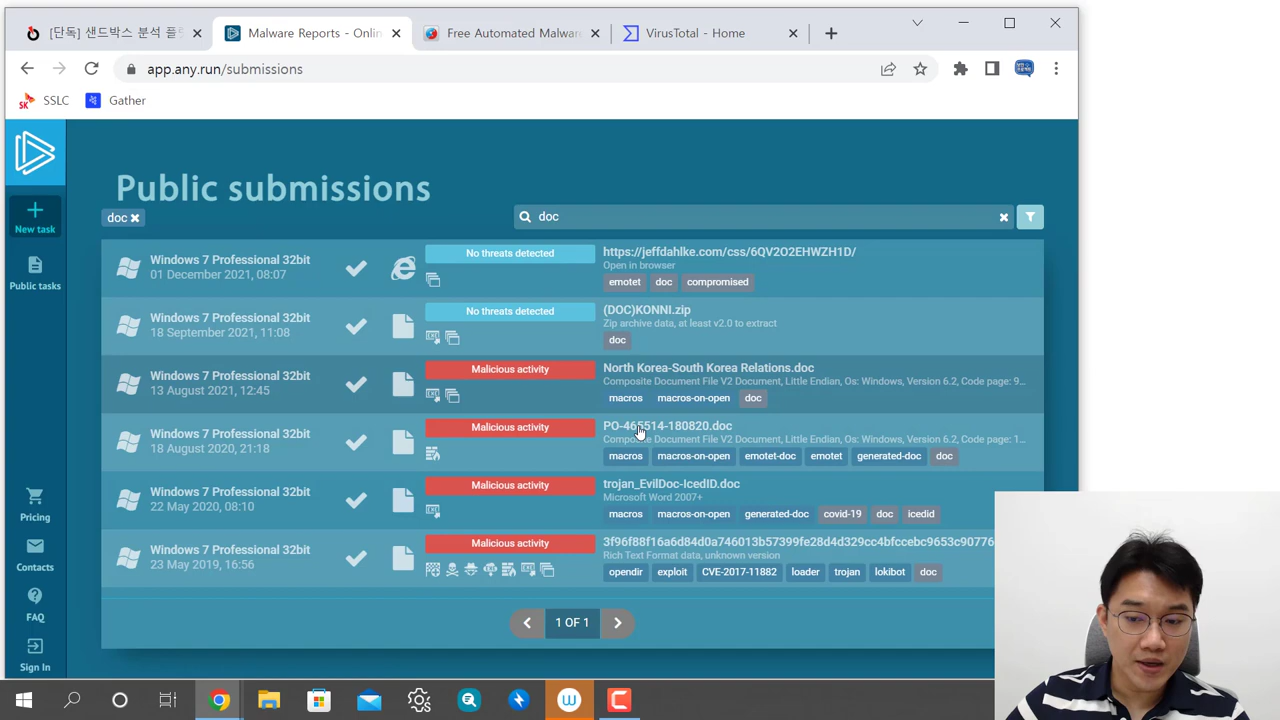 [단독] 샌드박스 분석 플랫
Malware Reports - Onlin
Free Automated Malware
VirusTotal - Home
app.any.run/submissions
SK
SSLC
Gather
Public submissions
doc
doc
New task
Public tasks
Pricing
Contacts
FAQ
Sign In
Windows 7 Professional 32bit
01 December 2021, 08:07
No threats detected
https://jeffdahlke.com/css/6QV2O2EHWZH1D/
Open in browser
emotet doc compromised
Windows 7 Professional 32bit
18 September 2021, 11:08
No threats detected
(DOC)KONNI.zip
Zip archive data, at least v2.0 to extract
doc
Windows 7 Professional 32bit
13 August 2021, 12:45
Malicious activity
North Korea-South Korea Relations.doc
Composite Document File V2 Document, Little Endian, Os: Windows, Version 6.2, Code page: 9...
macros macros-on-open doc
Windows 7 Professional 32bit
18 August 2020, 21:18
Malicious activity
PO-465514-180820.doc
Composite Document File V2 Document, Little Endian, Os: Windows, Version 6.2, Code page: 1...
macros macros-on-open emotet-doc emotet generated-doc doc
Windows 7 Professional 32bit
22 May 2020, 08:10
Malicious activity
trojan_EvilDoc-IcedID.doc
Microsoft Word 2007+
macros macros-on-open generated-doc covid-19 doc icedid
Windows 7 Professional 32bit
23 May 2019, 16:56
Malicious activity
3f96f88f16a6d84d0a746013b57399fe28d4d329cc4bfccebc9653c90776
Rich Text Format data, unknown version
opendir exploit CVE-2017-11882 loader trojan lokibot doc
1 OF 1